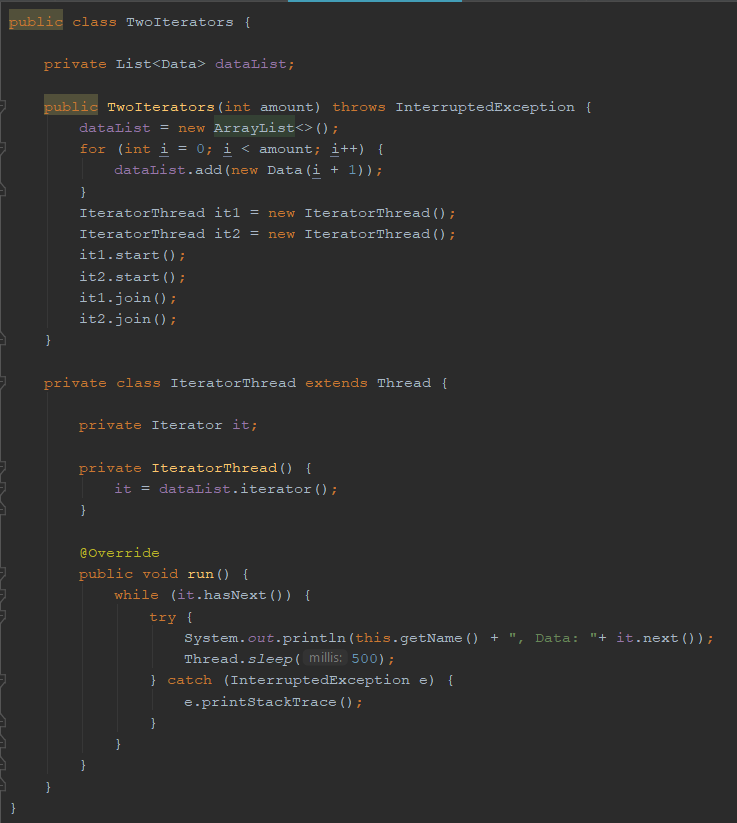 public class TwoIterators {
private List<Data> dataList;
public TwoIterators(int amount) throws InterruptedException {
dataList = new ArrayList<>();
for (int i = 0; i < amount; i++) {
dataList.add(new Data(i + 1));
}
IteratorThread it1 = new IteratorThread();
IteratorThread it2 = new IteratorThread();
it1.start();
it2.start();
it1.join();
it2.join();
}
private class IteratorThread extends Thread {
private Iterator it;
private IteratorThread() {
it = dataList.iterator();
}
@Override
public void run() {
while (it.hasNext()) {
try {
System.out.println(this.getName() + ", Data: "+ it.next());
Thread.sleep( millis: 500);
} catch (InterruptedException e) {
e.printStackTrace();
}
}
}
}
}